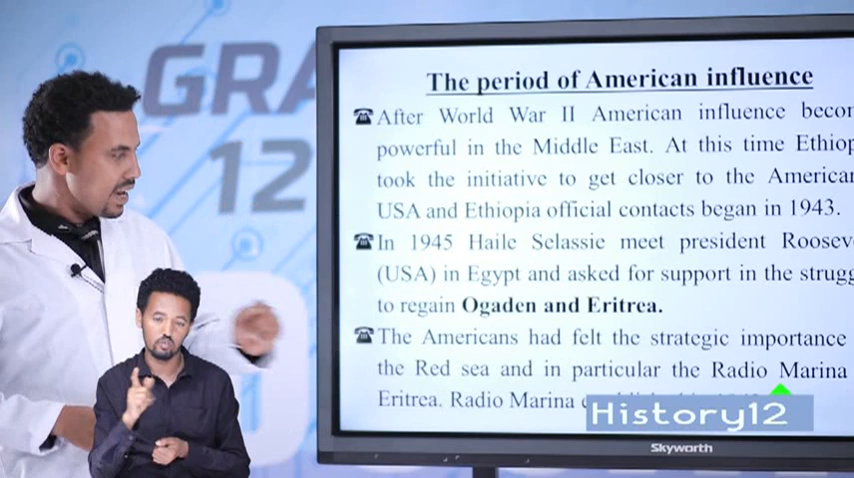 GRA
12
The period of American influence
After World War II American influence becom
powerful in the Middle East. At this time Ethiop
took the initiative to get closer to the American
USA and Ethiopia official contacts began in 1943.
In 1945 Haile Selassie meet president Roosev
(USA) in Egypt and asked for support in the strugg
to regain Ogaden and Eritrea.
The Americans had felt the strategic importance
the Red sea and in particular the Radio Marina
Eritrea. Radio Marina
History12
Skyworth